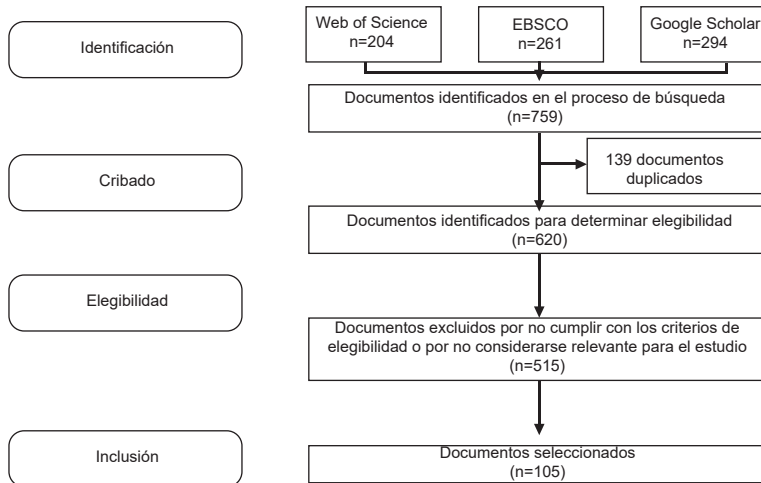 Identificación
Web of Science
n=204
EBSCO
n=261
Google Scholar
n=294
Documentos identificados en el proceso de búsqueda
(n=759)
Cribado
139 documentos
duplicados
Documentos identificados para determinar elegibilidad
(n=620)
Elegibilidad
Documentos excluidos por no cumplir con los criterios de
elegibilidad o por no considerarse relevante para el estudio
(n=515)
Inclusión
Documentos seleccionados
(n=105)